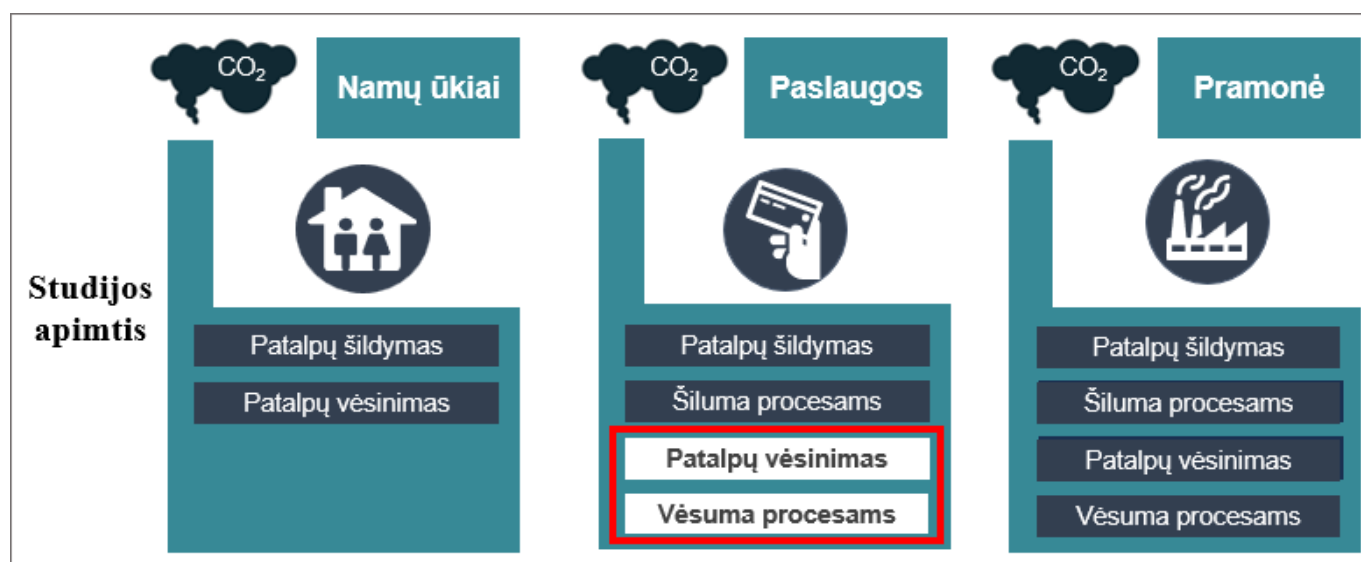 CO₂
Namų ūkiai
CO₂
Paslaugos
CO₂
Pramonė
Studijos
apimtis
Patalpų šildymas
Patalpų vėsinimas
Patalpų šildymas
Šiluma procesams
Patalpų vėsinimas
Vėsuma procesams
Patalpų šildymas
Šiluma procesams
Patalpų vėsinimas
Vėsuma procesams